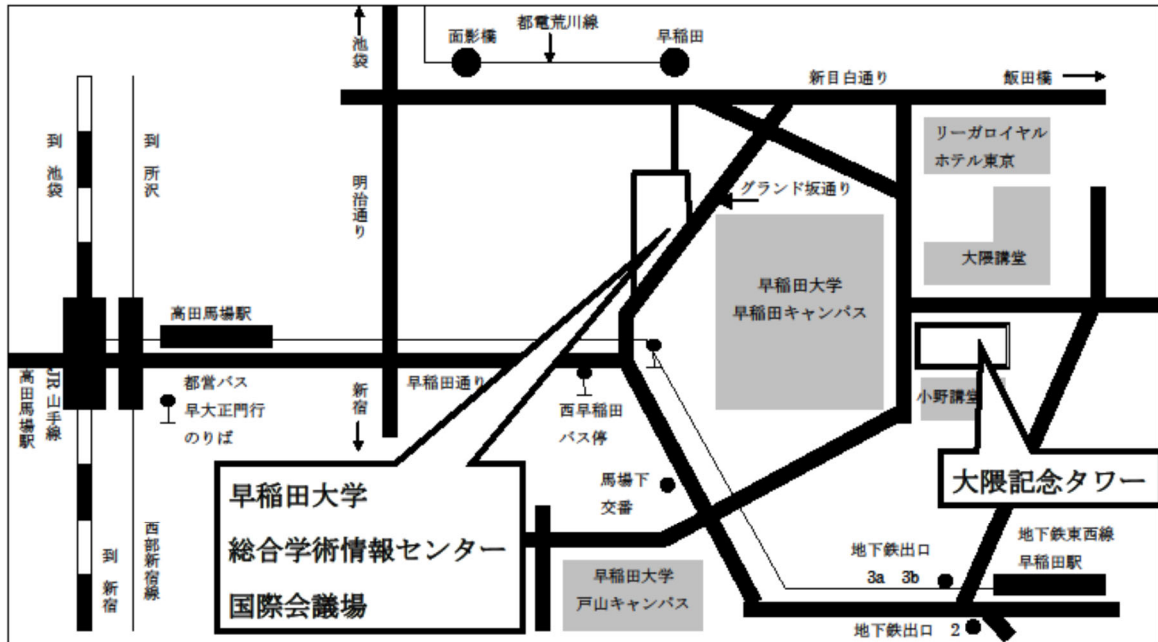 池袋
面影橋
都電荒川線
早稲田
新目白通り
飯田橋
到 池袋
到 所沢
明治通り
リーガロイヤル
ホテル東京
グランド坂通り
大隈講堂
早稲田大学
早稲田キャンパス
高田馬場駅
早稲田通り
JR山手線
高田馬場駅
都営バス
早大正門行
のりば
新宿
西早稲田
バス停
小野講堂
馬場下
交番
大隈記念タワー
早稲田大学
総合学術情報センター
国際会議場
到 新宿
西部新宿線
早稲田大学
戸山キャンパス
地下鉄出口
3a 3b
地下鉄東西線
早稲田駅
地下鉄出口 2